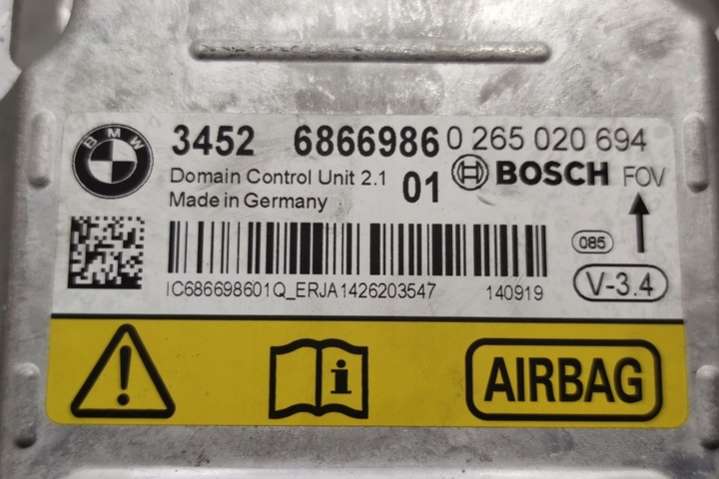 BMW
3452 6866986 0 265 020 694
Domain Control Unit 2.1 01 BOSCH FOV
Made in Germany
085
V-3.4
IC686698601Q_ERJA1426203547 140919
AIRBAG